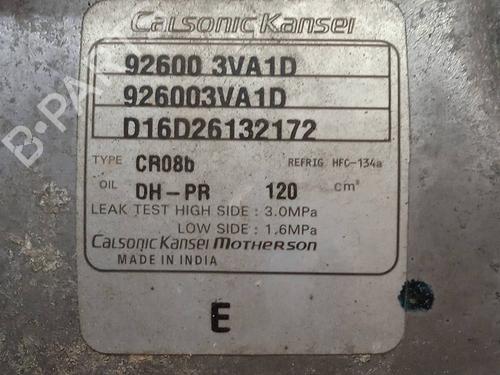 CALSONIC KANSEI
92600 3VA1D
926003VA1D
D16D26132172
TYPE CR08b REFRIG HFC-134a
OIL DH-PR 120 cm³
LEAK TEST HIGH SIDE : 3.0MPa
LOW SIDE : 1.6MPa
CALSONIC KANSEI MOTHERSON
MADE IN INDIA
E
B-PARTS